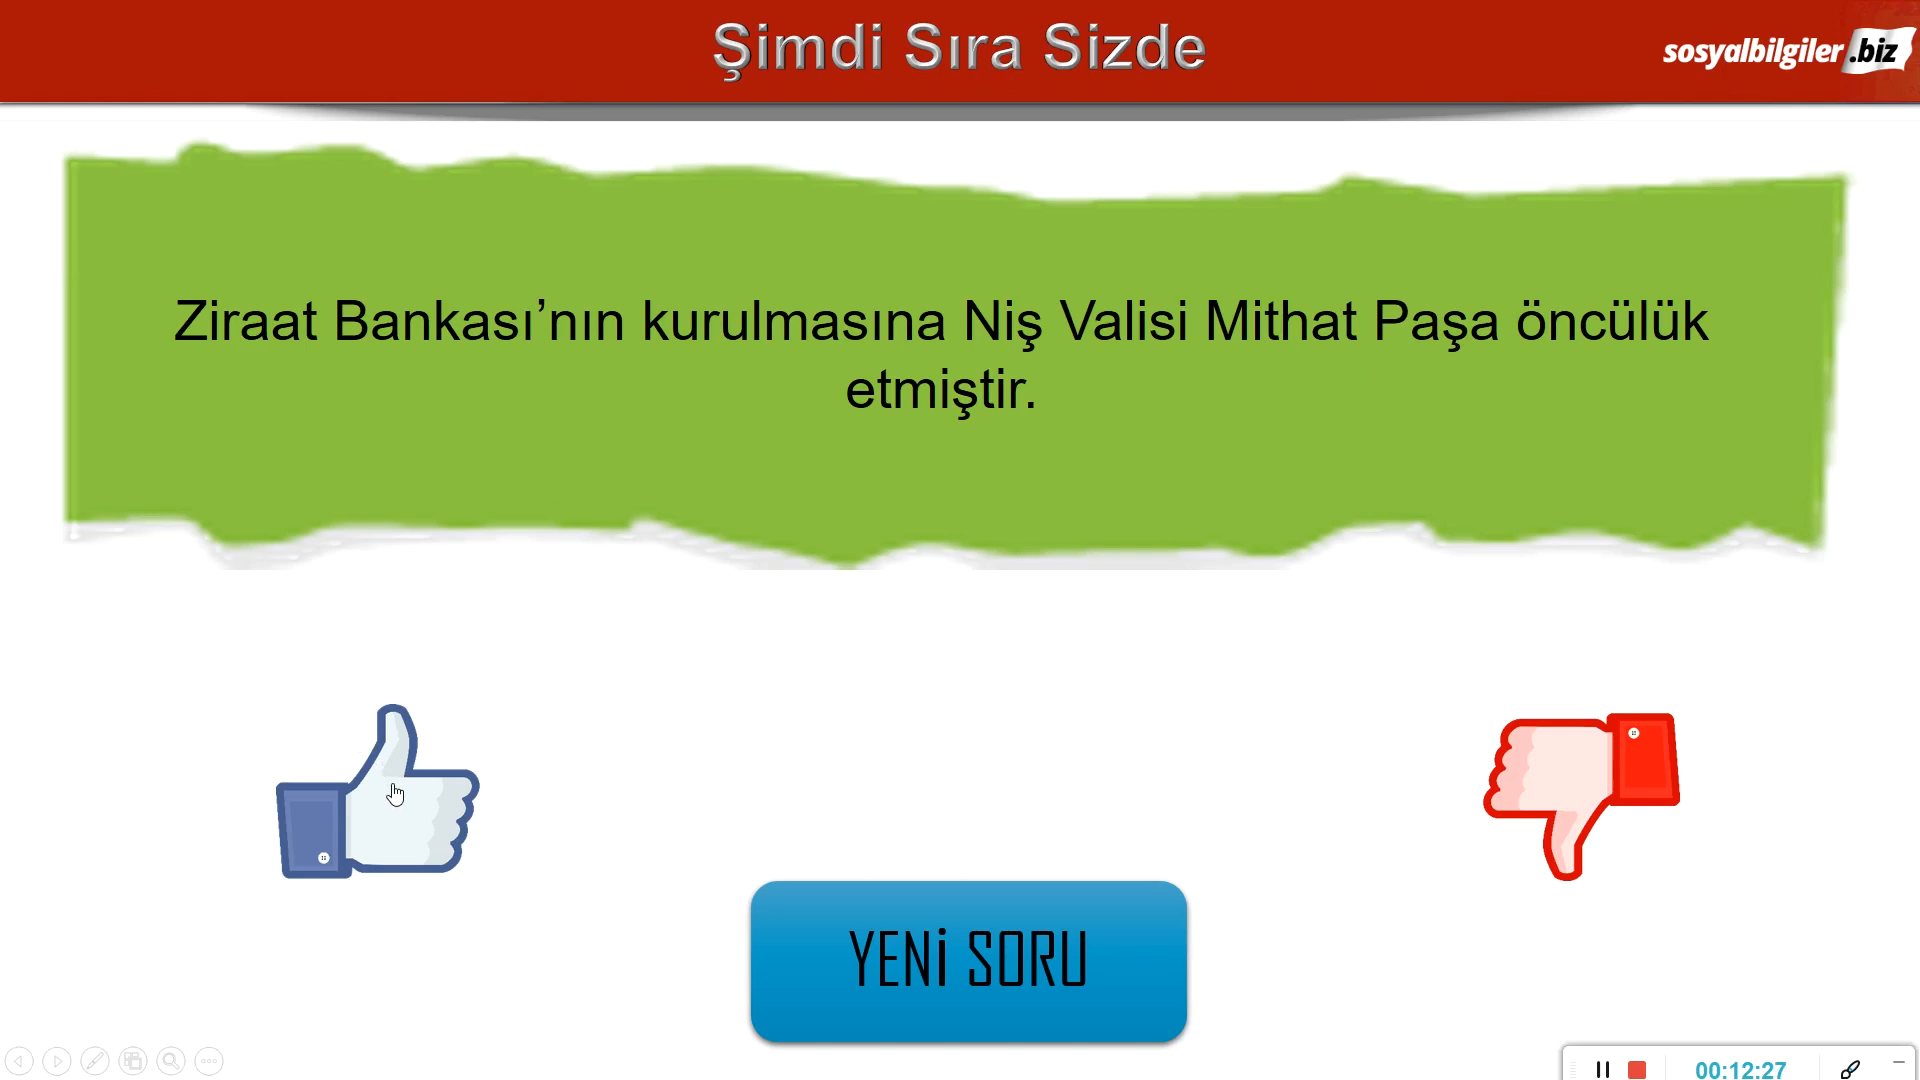 Şimdi Sıra Sizde
sosyalbilgiler.biz
Ziraat Bankası’nın kurulmasına Niş Valisi Mithat Paşa öncülük
etmiştir.
YENİ SORU
00:12:27